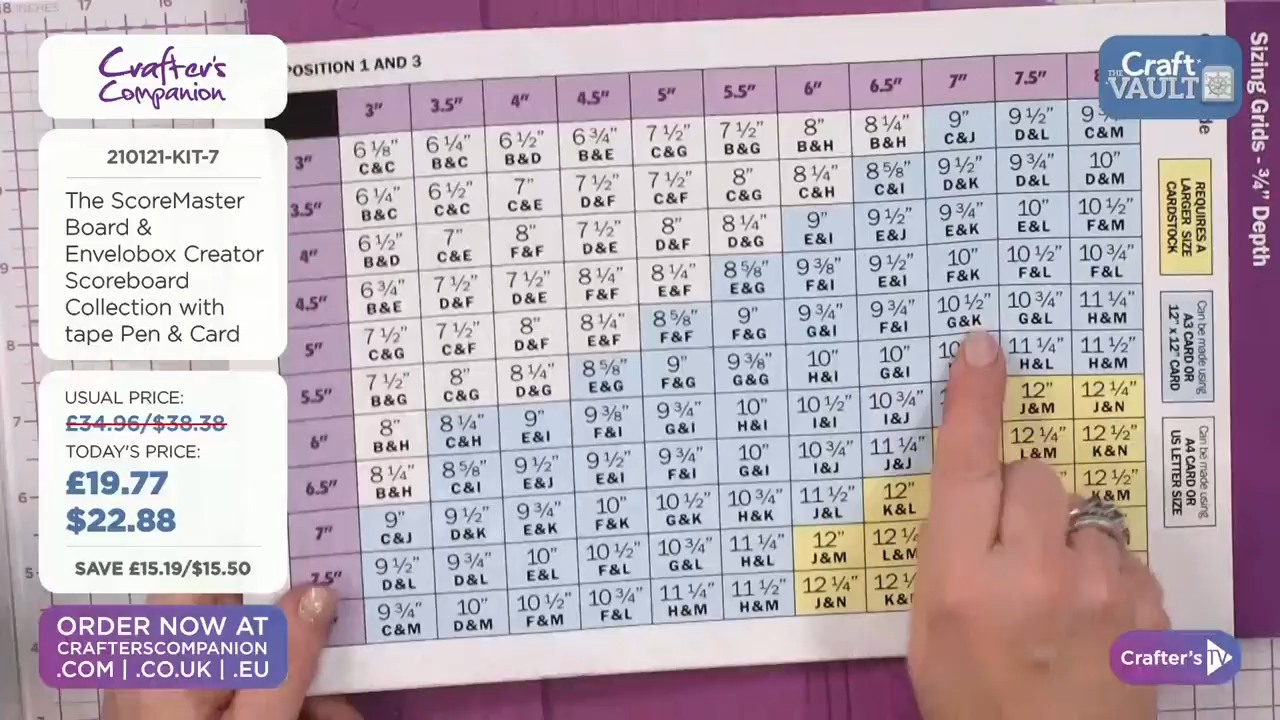 Crafter's
Companion
210121-KIT-7
The ScoreMaster
Board &
Envelobox Creator
Scoreboard
Collection with
tape Pen & Card
USUAL PRICE:
£34.96/$38.38
TODAY'S PRICE:
£19.77
$22.88
SAVE £15.19/$15.50
ORDER NOW AT
CRAFTERSCOMPANION
.COM | .CO.UK | .EU
POSITION 1 AND 3
3" 3.5" 4" 4.5" 5" 5.5" 6" 6.5" 7" 7.5" 8
3" 6 ⅛" 6 ¼" 6 ½" 6 ¾" 7 ½" 7 ½" 8" 8 ¼" 9" 9 ½" 9
C&C B&C B&D B&E C&G B&G B&H B&H C&J D&L C&M
3.5" 6 ¼" 6 ½" 7" 7 ½" 7 ½" 8" 8 ¼" 8 ⅝" 9 ½" 9 ¾" 10"
B&C C&C C&E D&F C&F C&G C&H C&I D&K D&L D&M
4" 6 ½" 7" 8" 7 ½" 8" 8 ¼" 9" 9 ½" 9 ¾" 10" 10 ½"
B&D C&E F&F D&E D&F D&G E&I E&J E&K E&L F&M
4.5" 6 ¾" 7 ½" 7 ½" 8 ¼" 8 ¼" 8 ⅝" 9 ⅜" 9 ½" 10" 10 ½" 10 ¾"
B&E D&F D&E F&F E&F E&G F&I E&I F&K F&L F&L
5" 7 ½" 7 ½" 8" 8 ¼" 8 ⅝" 9" 9 ¾" 9 ¾" 10 ½" 10 ¾" 11 ¼"
C&G C&F D&F E&F F&F F&G G&I F&I G&K G&L H&M
5.5" 7 ½" 8" 8 ¼" 8 ⅝" 9" 9 ⅜" 10" 10" 10 11 ¼" 11 ½"
B&G C&G D&G E&G F&G G&G H&I G&I H&L H&M
6" 8" 8 ¼" 9" 9 ⅜" 9 ¾" 10" 10 ½" 10 ¾" 12" 12 ¼"
B&H C&H E&I F&I G&I H&I I&I I&J J&M J&N
6.5" 8 ¼" 8 ⅝" 9 ½" 9 ½" 9 ¾" 10" 10 ¾" 11 ¼" 12 ¼" 12 ½"
B&H C&I E&J E&I F&I G&I I&J J&J L&M K&N
7" 9" 9 ½" 9 ¾" 10" 10 ½" 10 ¾" 11 ½" 12" 12 ½"
C&J D&K E&K F&K G&K H&K J&L K&L K&M
7.5" 9 ½" 9 ¾" 10" 10 ½" 10 ¾" 11 ¼" 12" 12 ¼
D&L D&L E&L F&L G&L H&L J&M L&M
9 ¾" 10" 10 ½" 10 ¾" 11 ¼" 11 ½" 12 ¼" 12
C&M D&M F&M F&L H&M H&M J&N K&
Sizing Grids - ¾" Depth
REQUIRES A
LARGER SIZE
CARDSTOCK
Can be made using
A3 CARD OR
12" x 12" CARD
Can be made using
A4 CARD OR
US LETTER SIZE
THE
Craft
VAULT
Crafter's TV
18 INCHES
9
8
7
6
5
4